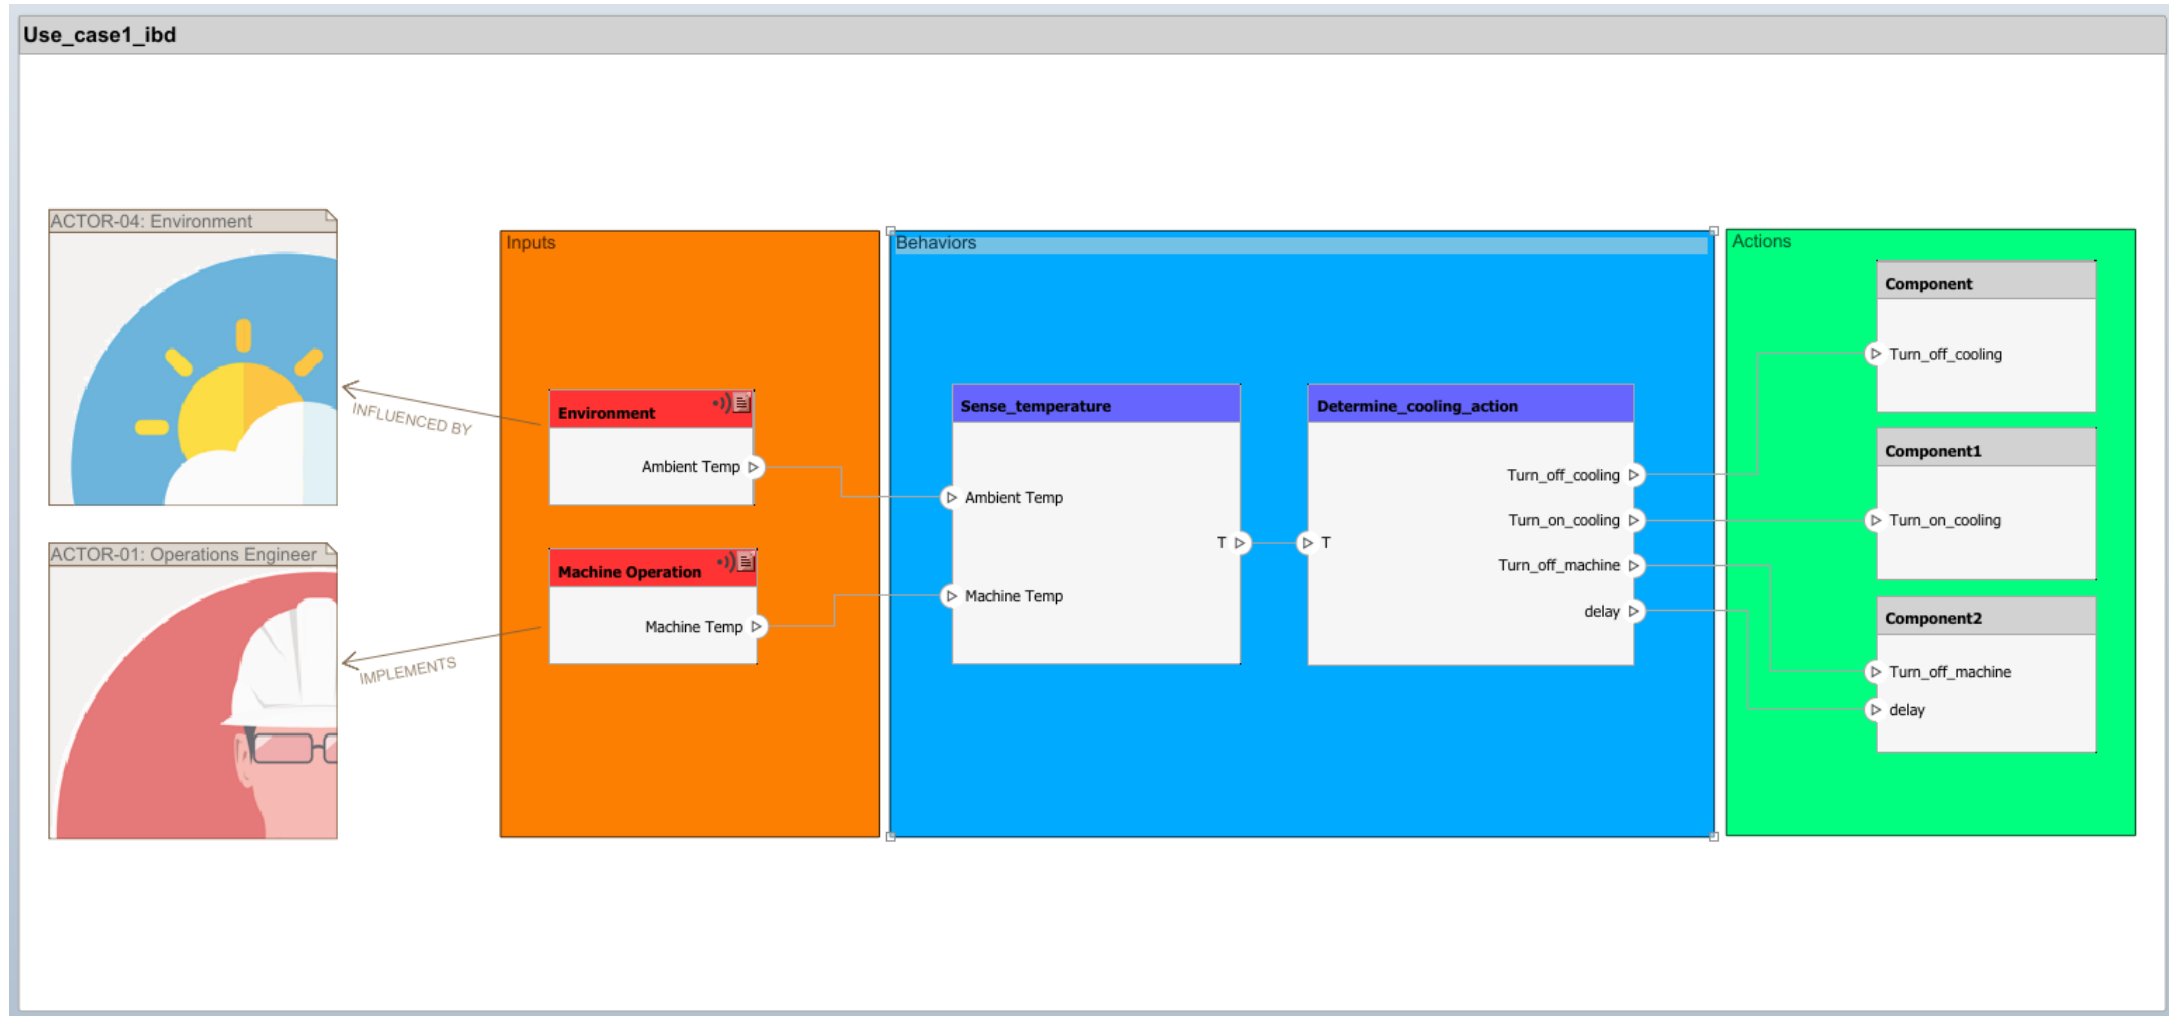 Use_case1_ibd
ACTOR-04: Environment
INFLUENCED BY
ACTOR-01: Operations Engineer
IMPLEMENTS
Inputs
Environment
Ambient Temp
Machine Operation
Machine Temp
Behaviors
Sense_temperature
Ambient Temp
T
Machine Temp
Determine_cooling_action
T
Turn_off_cooling
Turn_on_cooling
Turn_off_machine
delay
Actions
Component
Turn_off_cooling
Component1
Turn_on_cooling
Component2
Turn_off_machine
delay